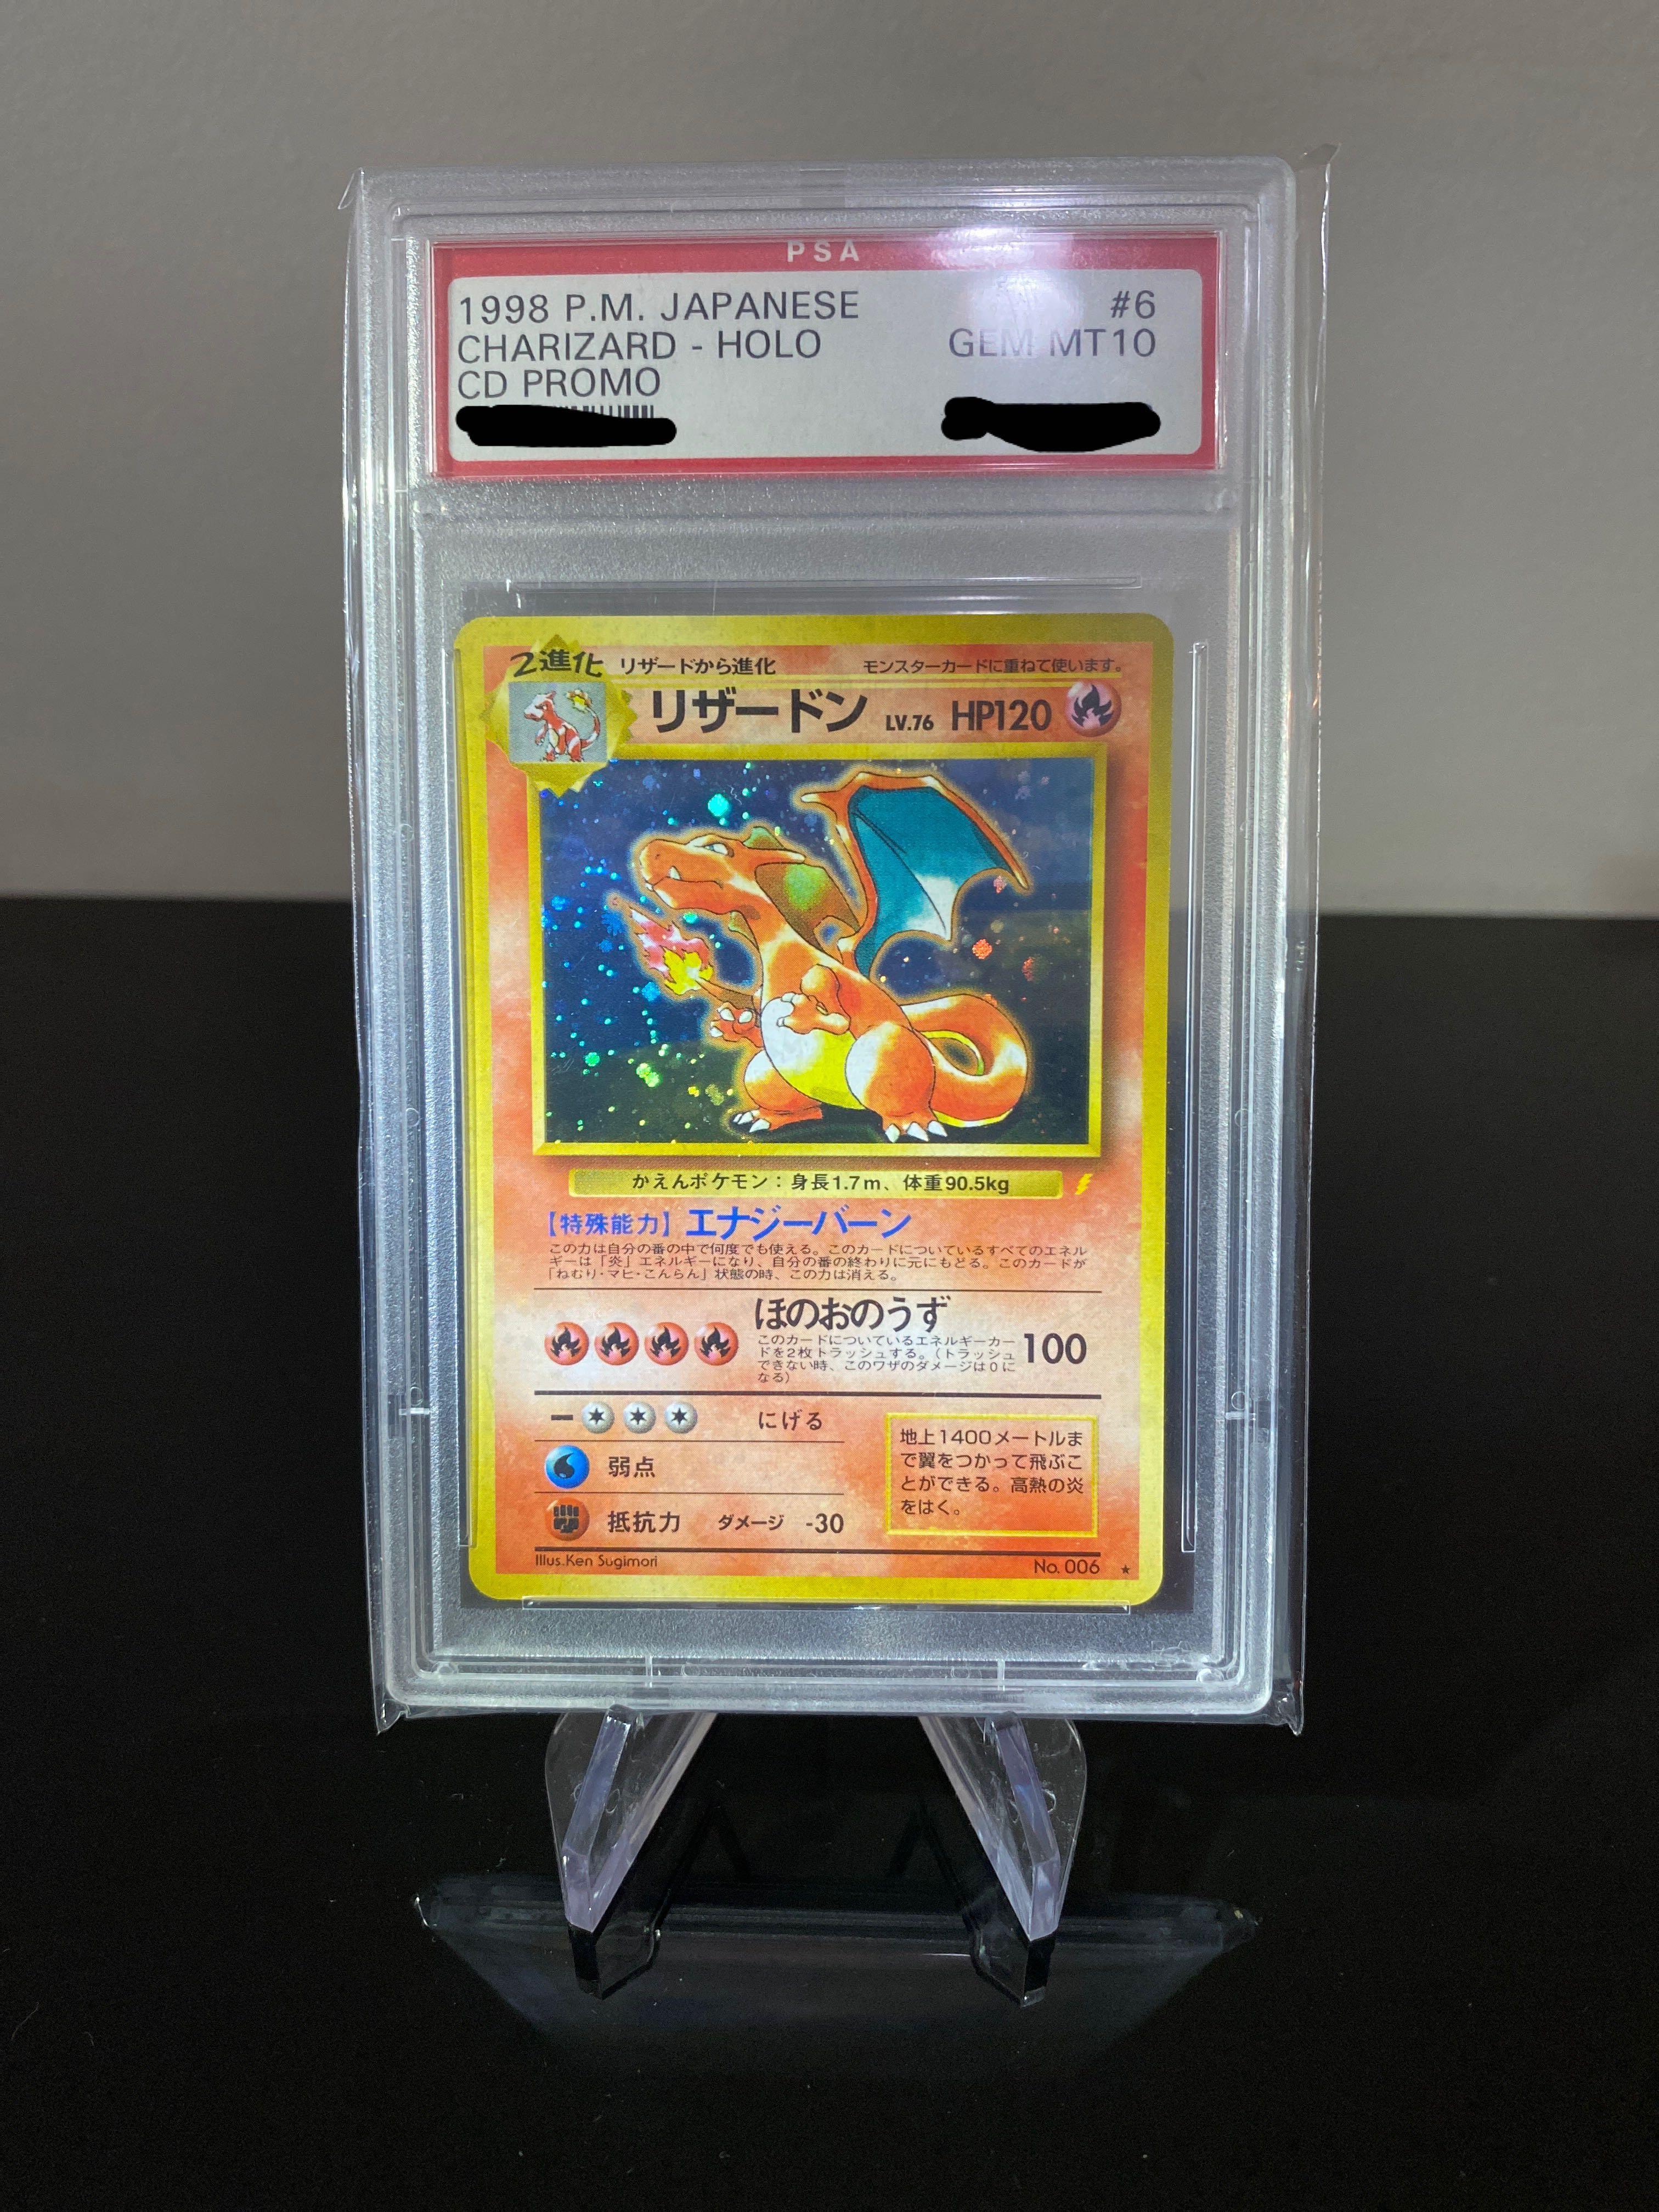 PSA
1998 P.M. JAPANESE #6
CHARIZARD - HOLO GEM MT 10
CD PROMO
2進化 リザードから進化 モンスターカードに重ねて使います。
リザードン LV.76 HP120
かえんポケモン：身長1.7m、体重90.5kg
【特殊能力】エナジーバーン
この力は自分の番の中で何度でも使える。このカードについているすべてのエネル
ギーは「炎」エネルギーになり、自分の番の終わりに元にもどる。このカードが
「ねむり・マヒ・こんらん」状態の時、この力は消える。
ほのおのうず
このカードについているエネルギーカー
ドを2枚トラッシュする。（トラッシュ
できない時、このワザのダメージは0に
なる）
100
にげる
弱点
抵抗力 ダメージ -30
地上1400メートルま
で翼をつかって飛ぶこ
とができる。高熱の炎
をはく。
Illus. Ken Sugimori No. 006 ★